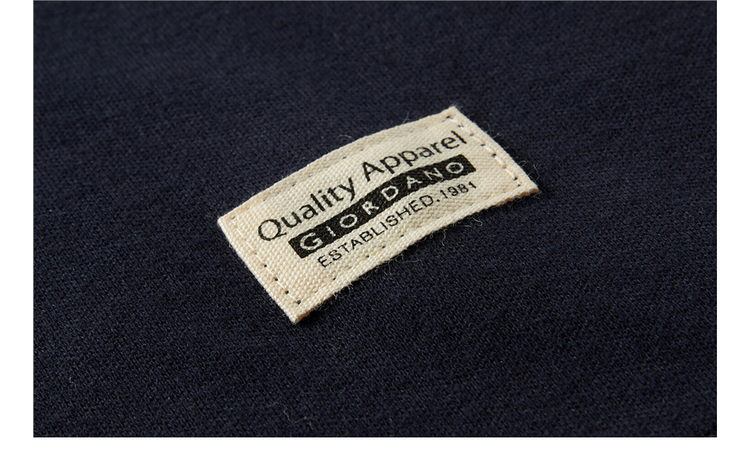 Quality Apparel
GIORDANO
ESTABLISHED.1981